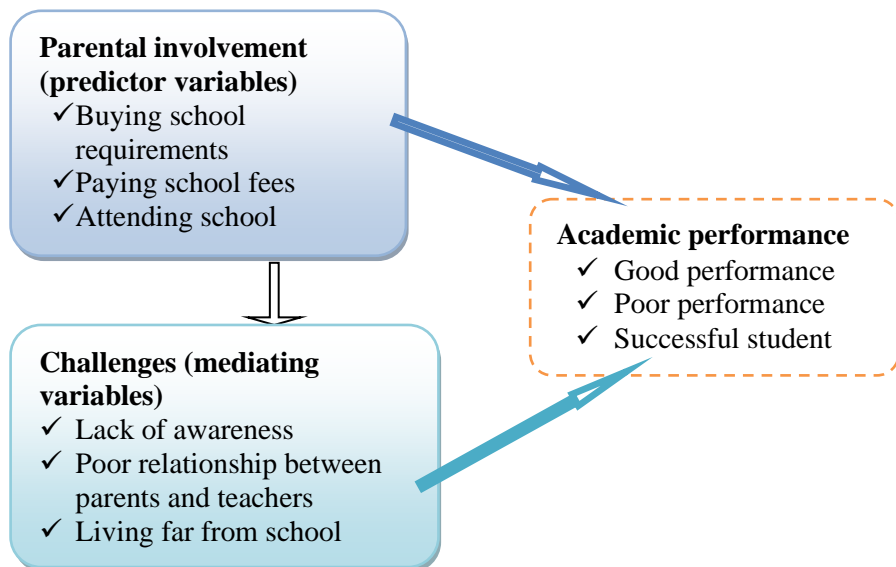 Parental involvement
(predictor variables)
✓Buying school
requirements
✓Paying school fees
✓Attending school
Academic performance
✓ Good performance
✓ Poor performance
✓ Successful student
Challenges (mediating
variables)
✓ Lack of awareness
✓ Poor relationship between
parents and teachers
✓ Living far from school